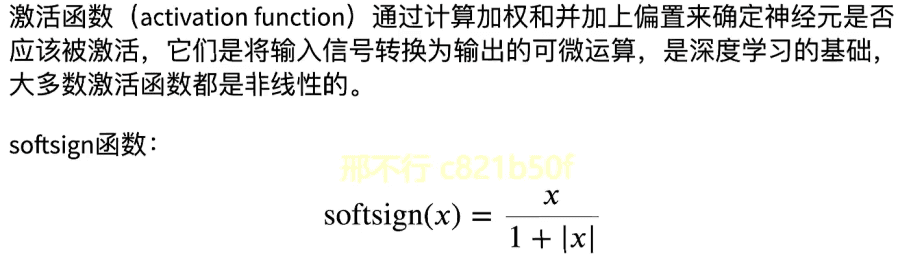 激活函数（activation function）通过计算加权和并加上偏置来确定神经元是否
应该被激活，它们是将输入信号转换为输出的可微运算，是深度学习的基础，
大多数激活函数都是非线性的。
softsign函数：
邢不行 c821b50f
softsign(x) = x / (1 + |x|)